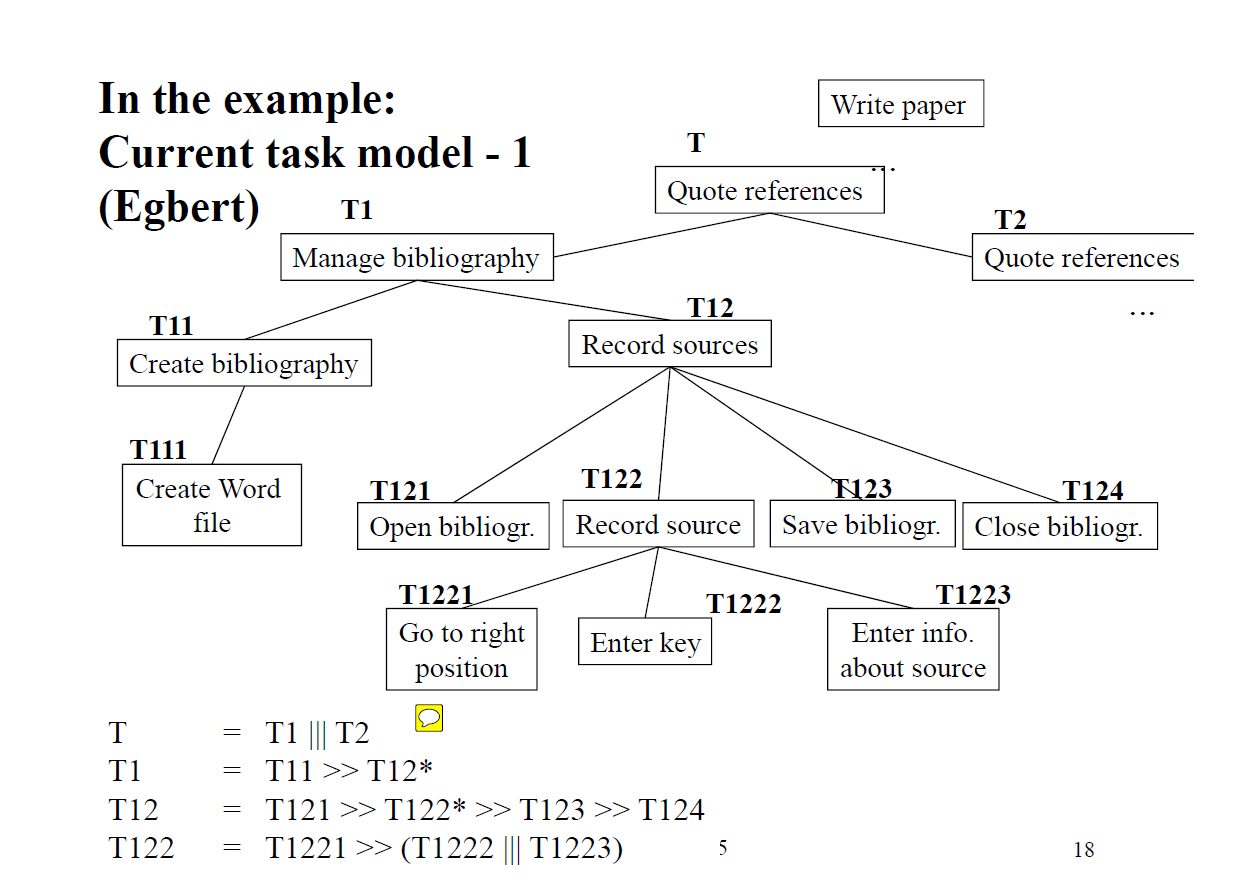 In the example:
Current task model - 1
(Egbert)
Write paper
T
...
Quote references
T1
Manage bibliography
T2
Quote references
...
T11
Create bibliography
T12
Record sources
T111
Create Word
file
T121
Open bibliogr.
T122
Record source
T123
Save bibliogr.
T124
Close bibliogr.
T1221
Go to right
position
T1222
Enter key
T1223
Enter info.
about source
T = T1 ||| T2
T1 = T11 >> T12*
T12 = T121 >> T122* >> T123 >> T124
T122 = T1221 >> (T1222 ||| T1223)
5
18